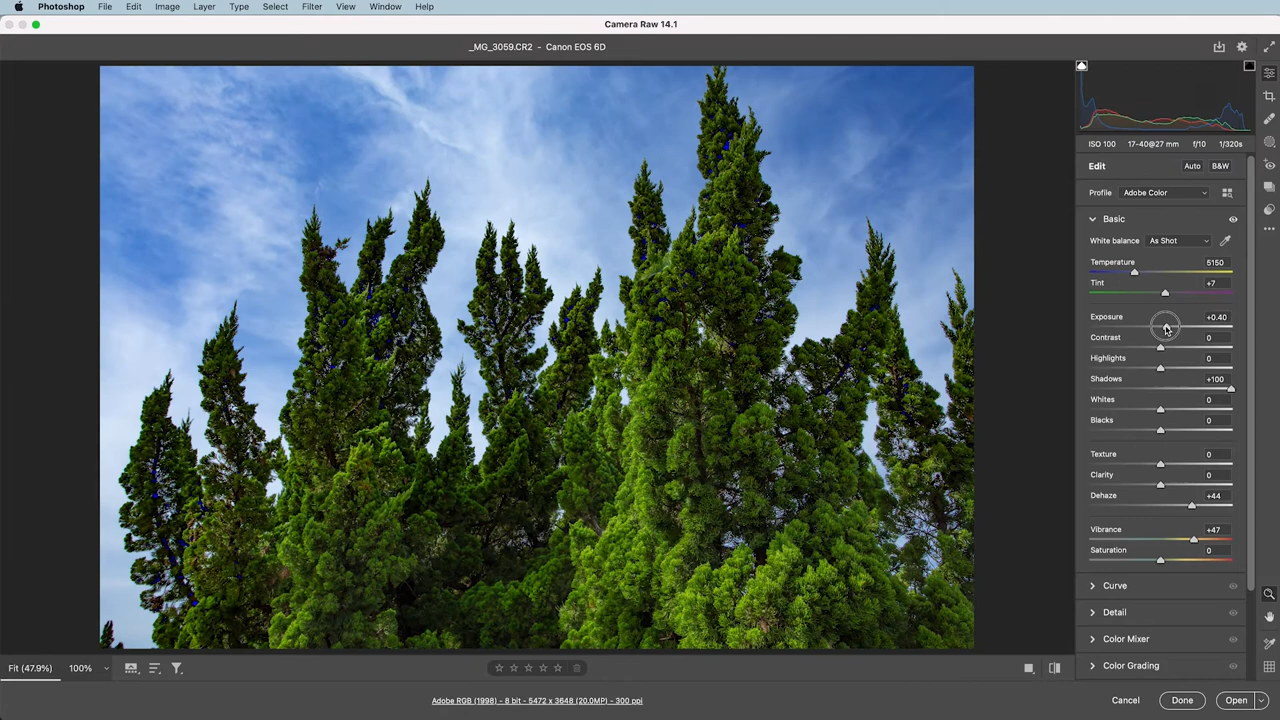 Photoshop File Edit Image Layer Type Select Filter View Window Help
Camera Raw 14.1
_MG_3059.CR2 - Canon EOS 6D
ISO 100 17-40@27 mm f/10 1/320s
Edit Auto B&W
Profile Adobe Color
Basic
White balance As Shot
Temperature 5150
Tint +7
Exposure +0.40
Contrast 0
Highlights 0
Shadows +100
Whites 0
Blacks 0
Texture 0
Clarity 0
Dehaze +44
Vibrance +47
Saturation 0
Curve
Detail
Color Mixer
Color Grading
Fit (47.9%) 100%
Adobe RGB (1998) - 8 bit - 5472 x 3648 (20.0MP) - 300 ppi
Cancel Done Open